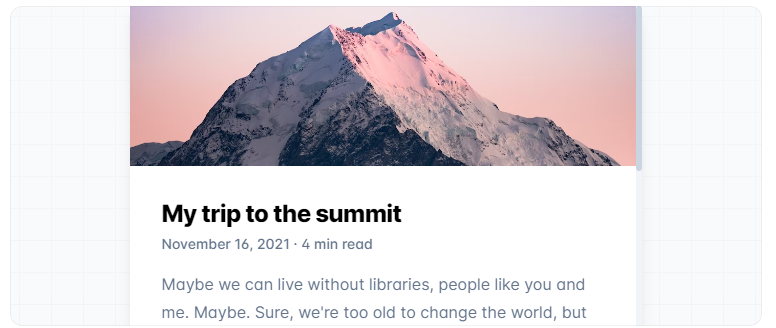 My trip to the summit
November 16, 2021 · 4 min read
Maybe we can live without libraries, people like you and
me. Maybe. Sure, we're too old to change the world, but